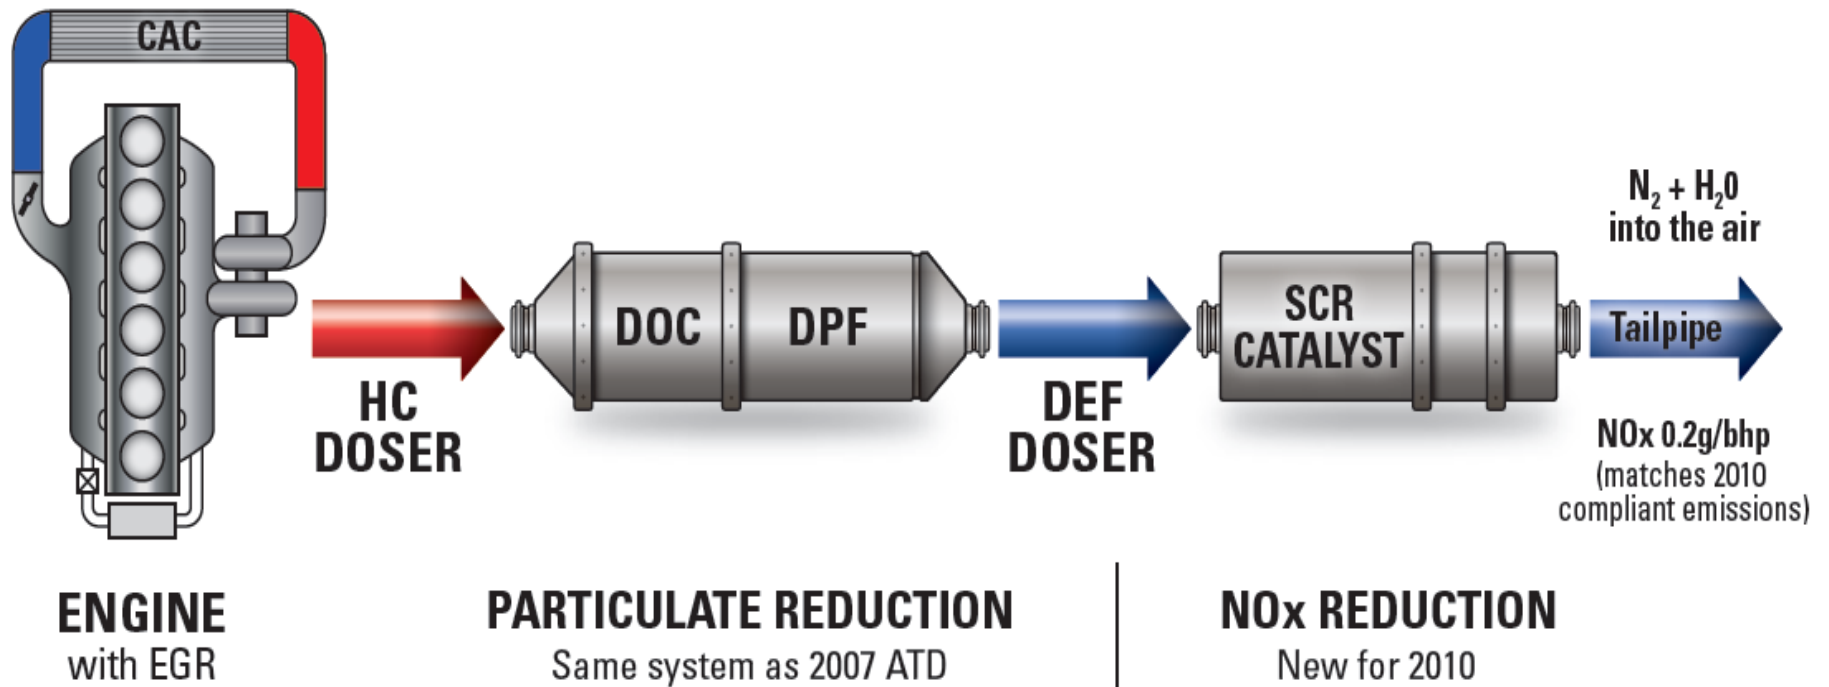 CAC
HC
DOSER
DOC
DPF
DEF
DOSER
SCR
CATALYST
N₂ + H₂0
into the air
Tailpipe
NOx 0.2g/bhp
(matches 2010
compliant emissions)
ENGINE
with EGR
PARTICULATE REDUCTION
Same system as 2007 ATD
NOx REDUCTION
New for 2010